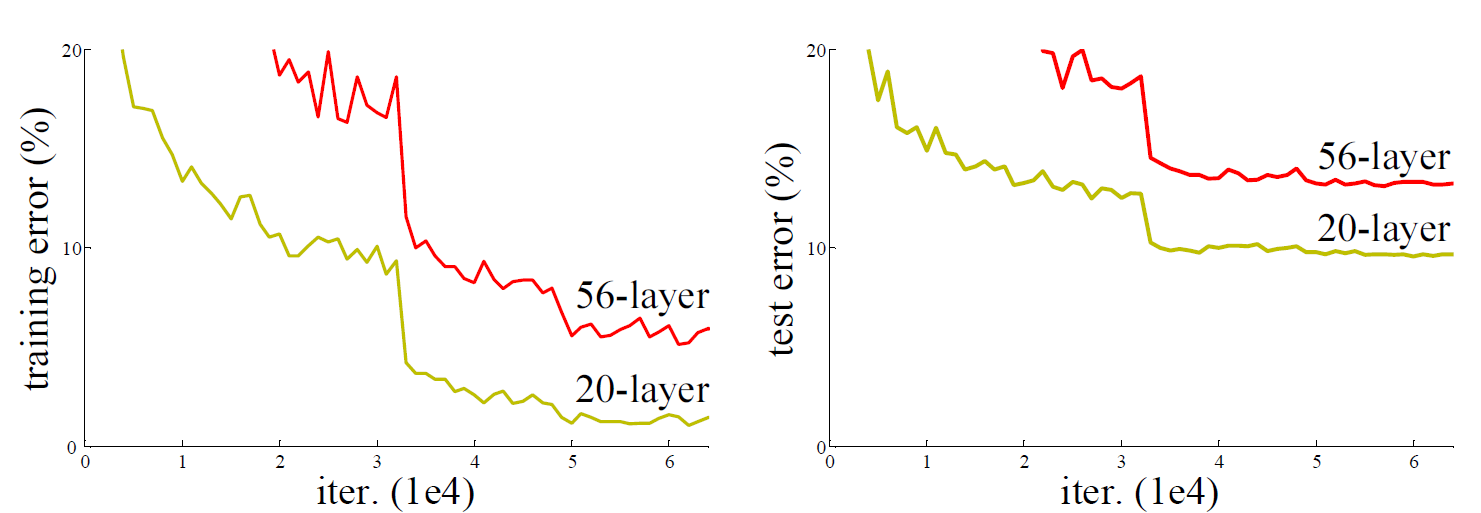 training error (%)
20
10
0
56-layer
20-layer
0 1 2 3 4 5 6
iter. (1e4)
test error (%)
20
10
0
56-layer
20-layer
0 1 2 3 4 5 6
iter. (1e4)